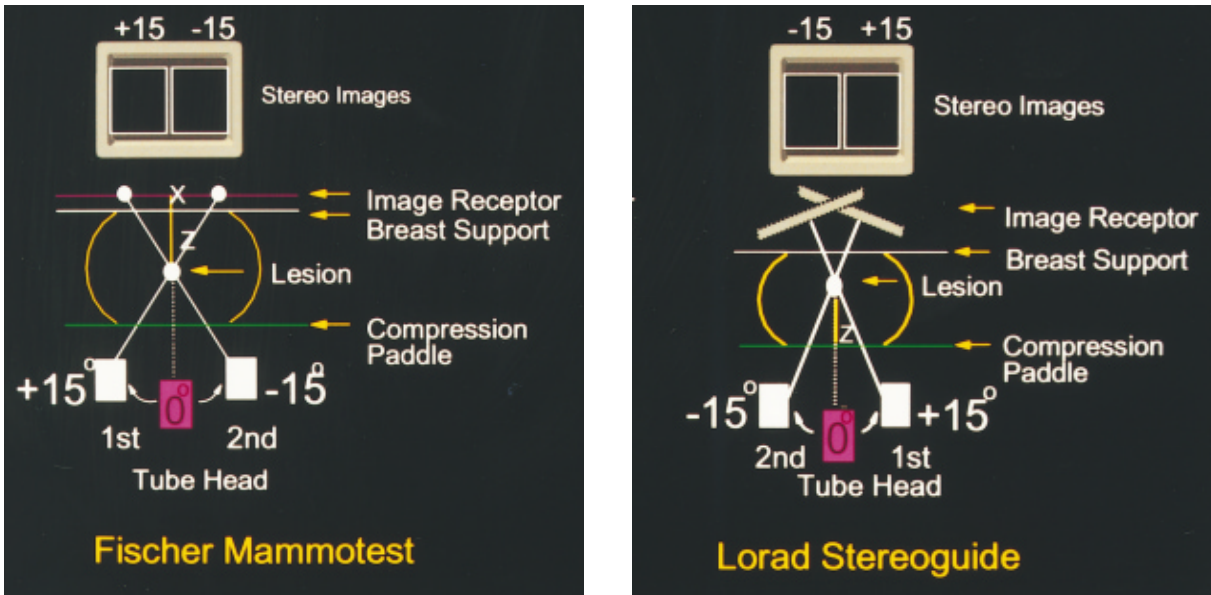 +15 -15
Stereo Images
X
Image Receptor
Breast Support
Z
Lesion
Compression
Paddle
+15° 0° -15°
1st 2nd
Tube Head
Fischer Mammotest
-15 +15
Stereo Images
Image Receptor
Breast Support
Lesion
Z
Compression
Paddle
-15° 0° +15°
2nd 1st
Tube Head
Lorad Stereoguide